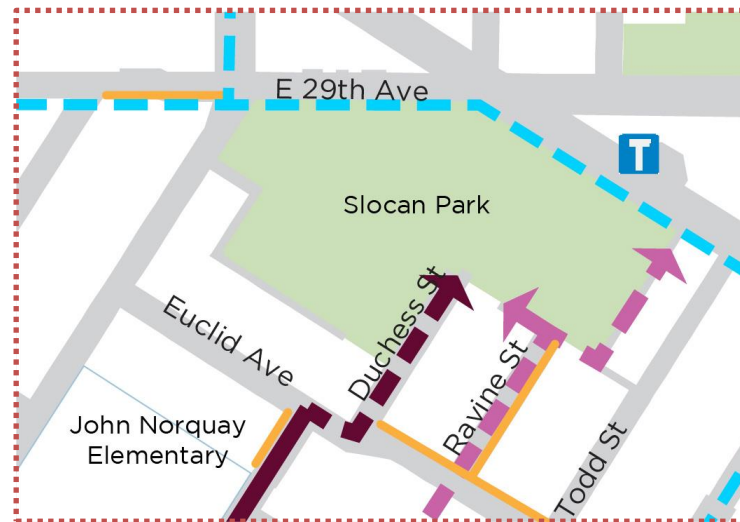 E 29th Ave
T
Slocan Park
Duchess St
Euclid Ave
Ravine St
John Norquay
Elementary
Todd St